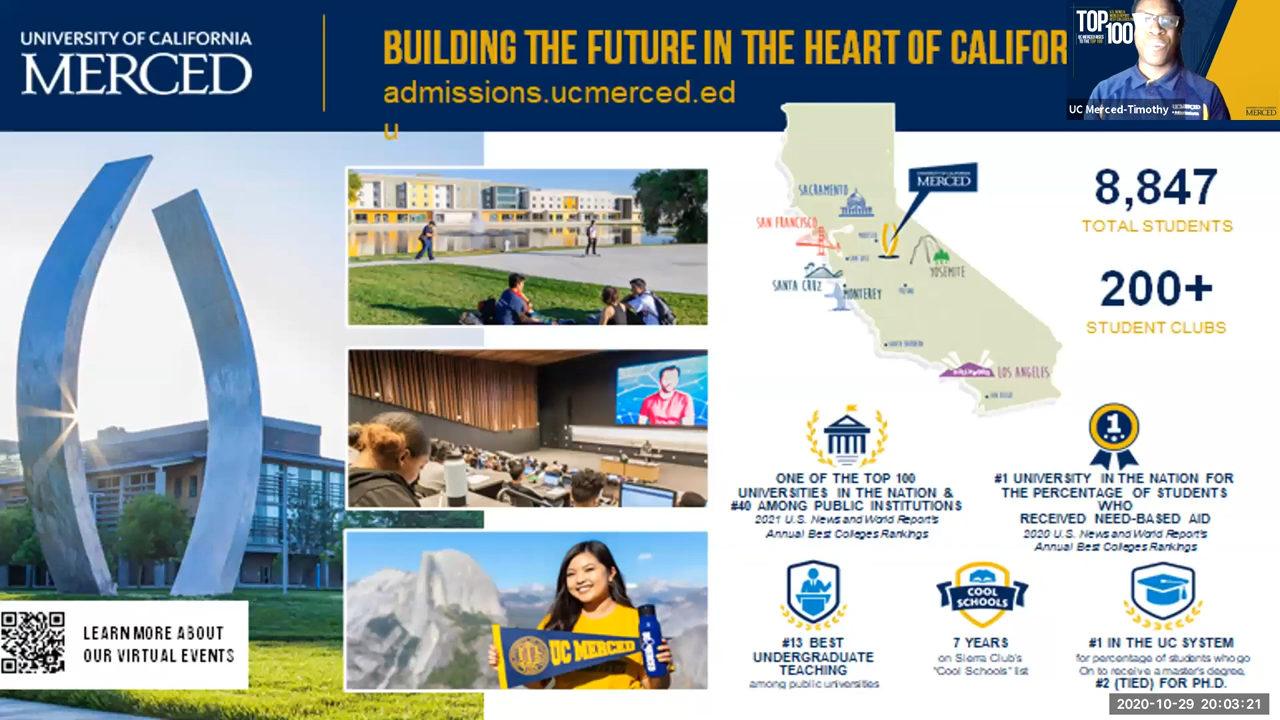 UNIVERSITY OF CALIFORNIA
MERCED
BUILDING THE FUTURE IN THE HEART OF CALIFOR
admissions.ucmerced.ed
u
TOP
100
UC Merced-Timothy
MERCED
SACRAMENTO
MERCED
SAN FRANCISCO
SAN JOSE
YOSEMITE
SANTA CRUZ
MONTEREY
LOS ANGELES
SAN DIEGO
8,847
TOTAL STUDENTS
200+
STUDENT CLUBS
ONE OF THE TOP 100
UNIVERSITIES IN THE NATION &
#40 AMONG PUBLIC INSTITUTIONS
2021 U.S. News and World Report's
Annual Best Colleges Rankings
1
#1 UNIVERSITY IN THE NATION FOR
THE PERCENTAGE OF STUDENTS
WHO
RECEIVED NEED-BASED AID
2020 U.S. News and World Report's
Annual Best Colleges Rankings
#13 BEST
UNDERGRADUATE
TEACHING
among public universities
COOL
SCHOOLS
7 YEARS
on Sierra Club's
"Cool Schools" list
#1 IN THE UC SYSTEM
for percentage of students who go
On to receive a master's degree,
#2 (TIED) FOR PH.D.
UC MERCED
LEARN MORE ABOUT
OUR VIRTUAL EVENTS
2020-10-29 20:03:21